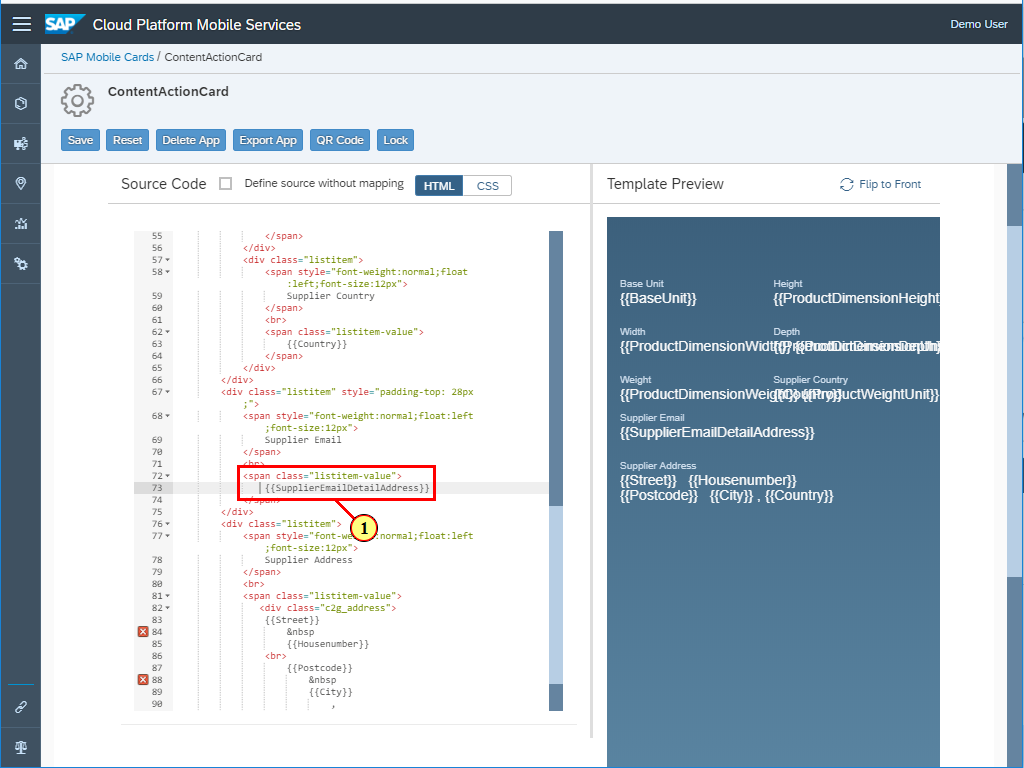 SAP Cloud Platform Mobile Services
Demo User
SAP Mobile Cards / ContentActionCard
ContentActionCard
Save Reset Delete App Export App QR Code Lock
Source Code Define source without mapping HTML CSS
55 </span>
56 </div>
57 <div class="listitem">
58 <span style="font-weight:normal;float
:left;font-size:12px">
59 Supplier Country
60 </span>
61 <br>
62 <span class="listitem-value">
63 {{Country}}
64 </span>
65 </div>
66 </div>
67 <div class="listitem" style="padding-top: 28px
;">
68 <span style="font-weight:normal;float:left
;font-size:12px">
69 Supplier Email
70 </span>
71 <br>
72 <span class="listitem-value">
73 {{SupplierEmailDetailAddress}}
74 </span>
75 </div>
76 <div class="listitem">
1
77 <span style="font-we :normal;float:left
;font-size:12px">
78 Supplier Address
79 </span>
80 <br>
81 <span class="listitem-value">
82 <div class="c2g_address">
83 {{Street}}
84 &nbsp
85 {{Housenumber}}
86 <br>
87 {{Postcode}}
88 &nbsp
89 {{City}}
90 ,
Template Preview Flip to Front
Base Unit Height
{{BaseUnit}} {{ProductDimensionHeight
Width Depth
{{ProductDimensionWidth
Weight Supplier Country
{{ProductDimensionWeight {{Country}} {{ProductWeightUnit}}
Supplier Email
{{SupplierEmailDetailAddress}}
Supplier Address
{{Street}} {{Housenumber}}
{{Postcode}} {{City}} , {{Country}}